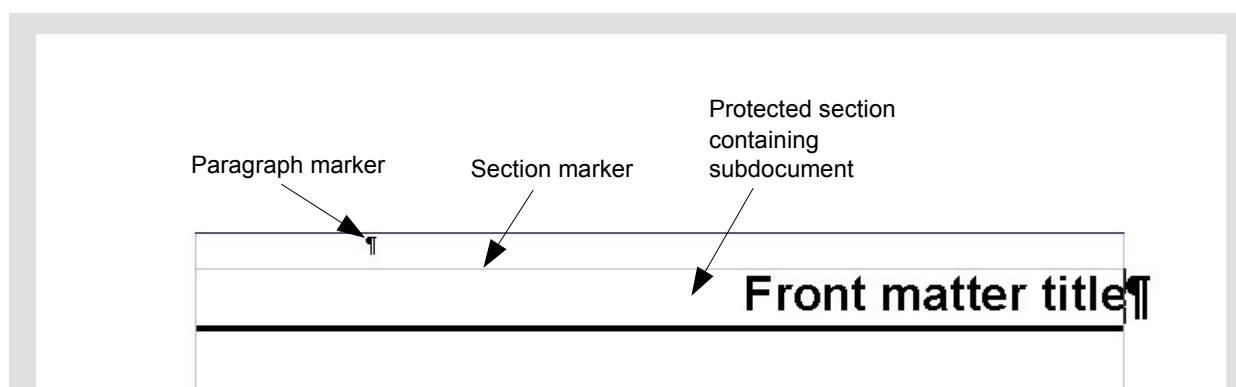 Protected section
containing
subdocument
Paragraph marker
Section marker
¶
Front matter title¶